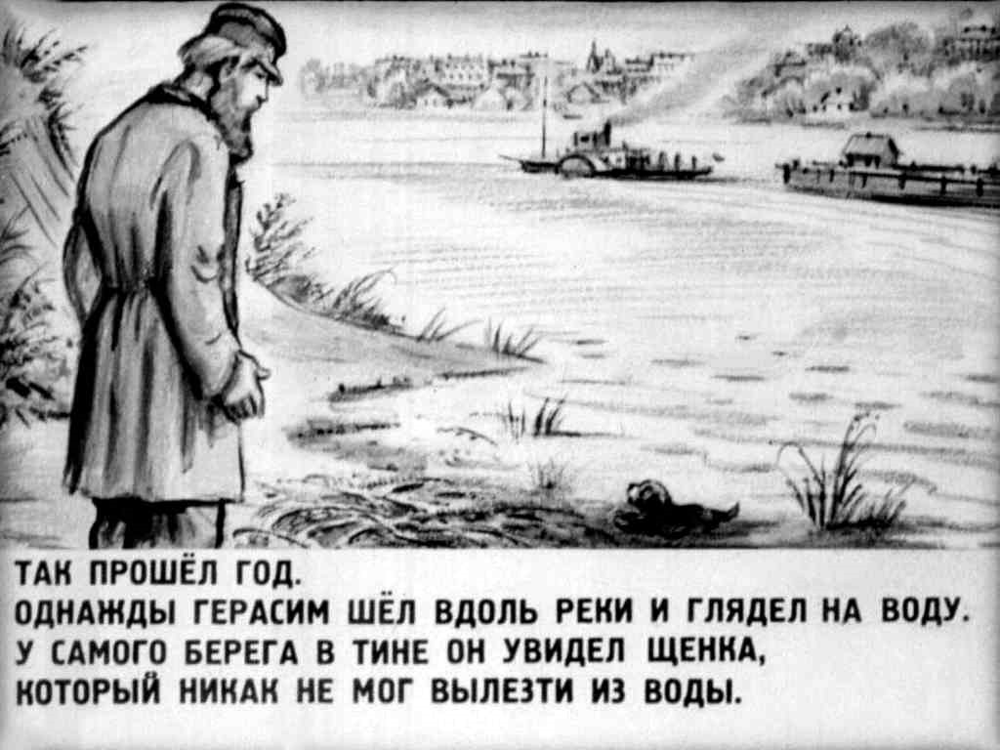 ТАК ПРОШЁЛ ГОД.
ОДНАЖДЫ ГЕРАСИМ ШЁЛ ВДОЛЬ РЕКИ И ГЛЯДЕЛ НА ВОДУ.
У САМОГО БЕРЕГА В ТИНЕ ОН УВИДЕЛ ЩЕНКА,
КОТОРЫЙ НИКАК НЕ МОГ ВЫЛЕЗТИ ИЗ ВОДЫ.